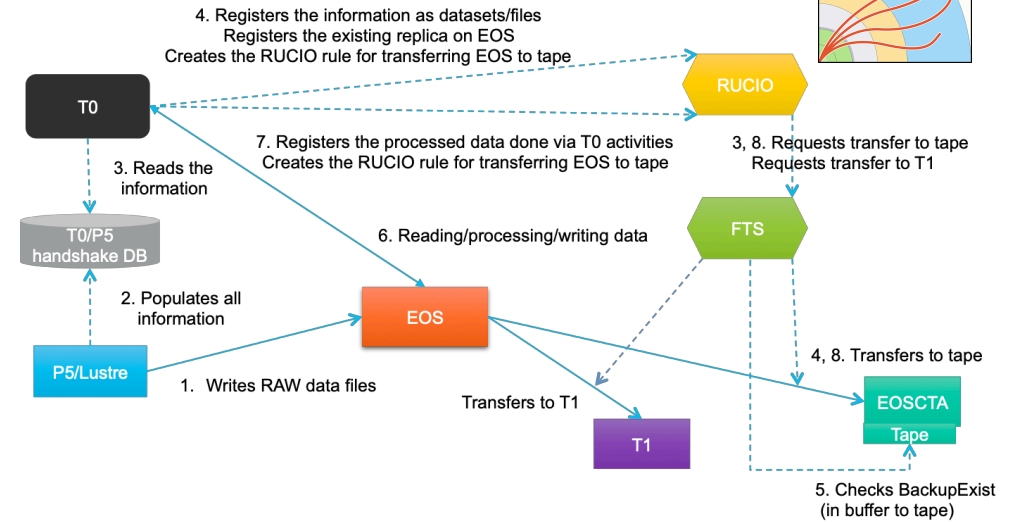 4. Registers the information as datasets/files
Registers the existing replica on EOS
Creates the RUCIO rule for transferring EOS to tape
T0
RUCIO
7. Registers the processed data done via T0 activities
Creates the RUCIO rule for transferring EOS to tape
3, 8. Requests transfer to tape
Requests transfer to T1
3. Reads the
information
T0/P5
handshake DB
6. Reading/processing/writing data
FTS
2. Populates all
information
EOS
P5/Lustre
1. Writes RAW data files
4, 8. Transfers to tape
Transfers to T1
EOSCTA
Tape
T1
5. Checks BackupExist
(in buffer to tape)